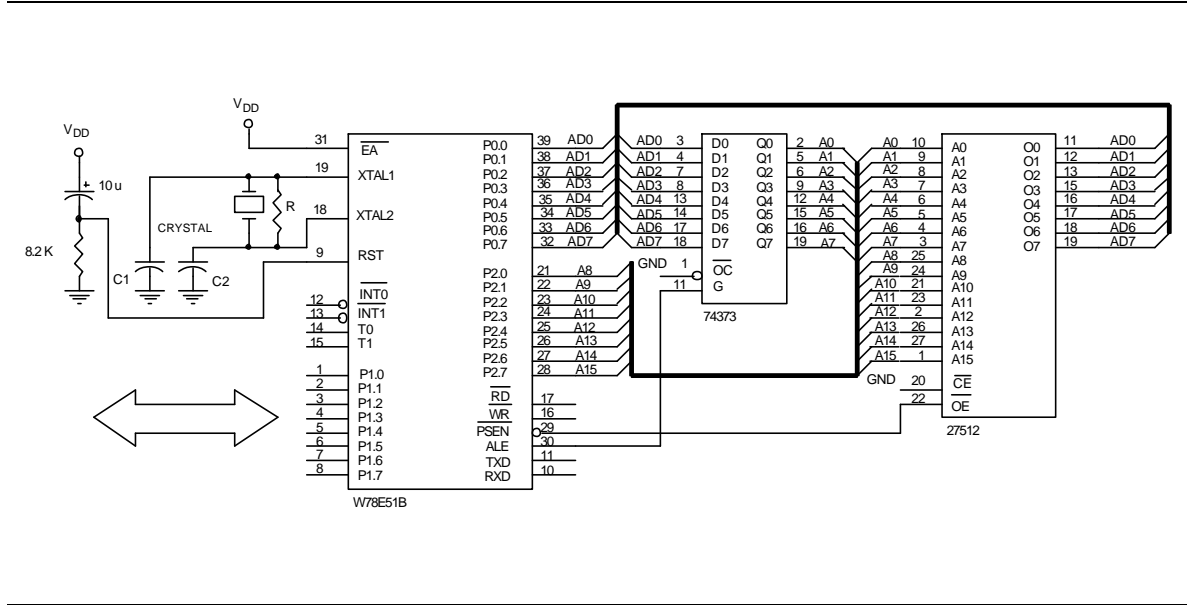 VDD
10 u
8.2 K
VDD
C1
C2
CRYSTAL
R
31 EA
19 XTAL1
18 XTAL2
9 RST
12 INT0
13 INT1
14 T0
15 T1
1 P1.0
2 P1.1
3 P1.2
4 P1.3
5 P1.4
6 P1.5
7 P1.6
8 P1.7
P0.0 39 AD0
P0.1 38 AD1
P0.2 37 AD2
P0.3 36 AD3
P0.4 35 AD4
P0.5 34 AD5
P0.6 33 AD6
P0.7 32 AD7
P2.0 21 A8
P2.1 22 A9
P2.2 23 A10
P2.3 24 A11
P2.4 25 A12
P2.5 26 A13
P2.6 27 A14
P2.7 28 A15
RD 17
WR 16
PSEN 29
ALE 30
TXD 11
RXD 10
W78E51B
AD0 3 D0 Q0 2 A0
AD1 4 D1 Q1 5 A1
AD2 7 D2 Q2 6 A2
AD3 8 D3 Q3 9 A3
AD4 13 D4 Q4 12 A4
AD5 14 D5 Q5 15 A5
AD6 17 D6 Q6 16 A6
AD7 18 D7 Q7 19 A7
GND 1 OC
11 G
74373
A0 10 A0
A1 9 A1
A2 8 A2
A3 7 A3
A4 6 A4
A5 5 A5
A6 4 A6
A7 3 A7
A8 25 A8
A9 24 A9
A10 21 A10
A11 23 A11
A12 2 A12
A13 26 A13
A14 27 A14
A15 1 A15
GND 20 CE
22 OE
O0 11 AD0
O1 12 AD1
O2 13 AD2
O3 15 AD3
O4 16 AD4
O5 17 AD5
O6 18 AD6
O7 19 AD7
27512